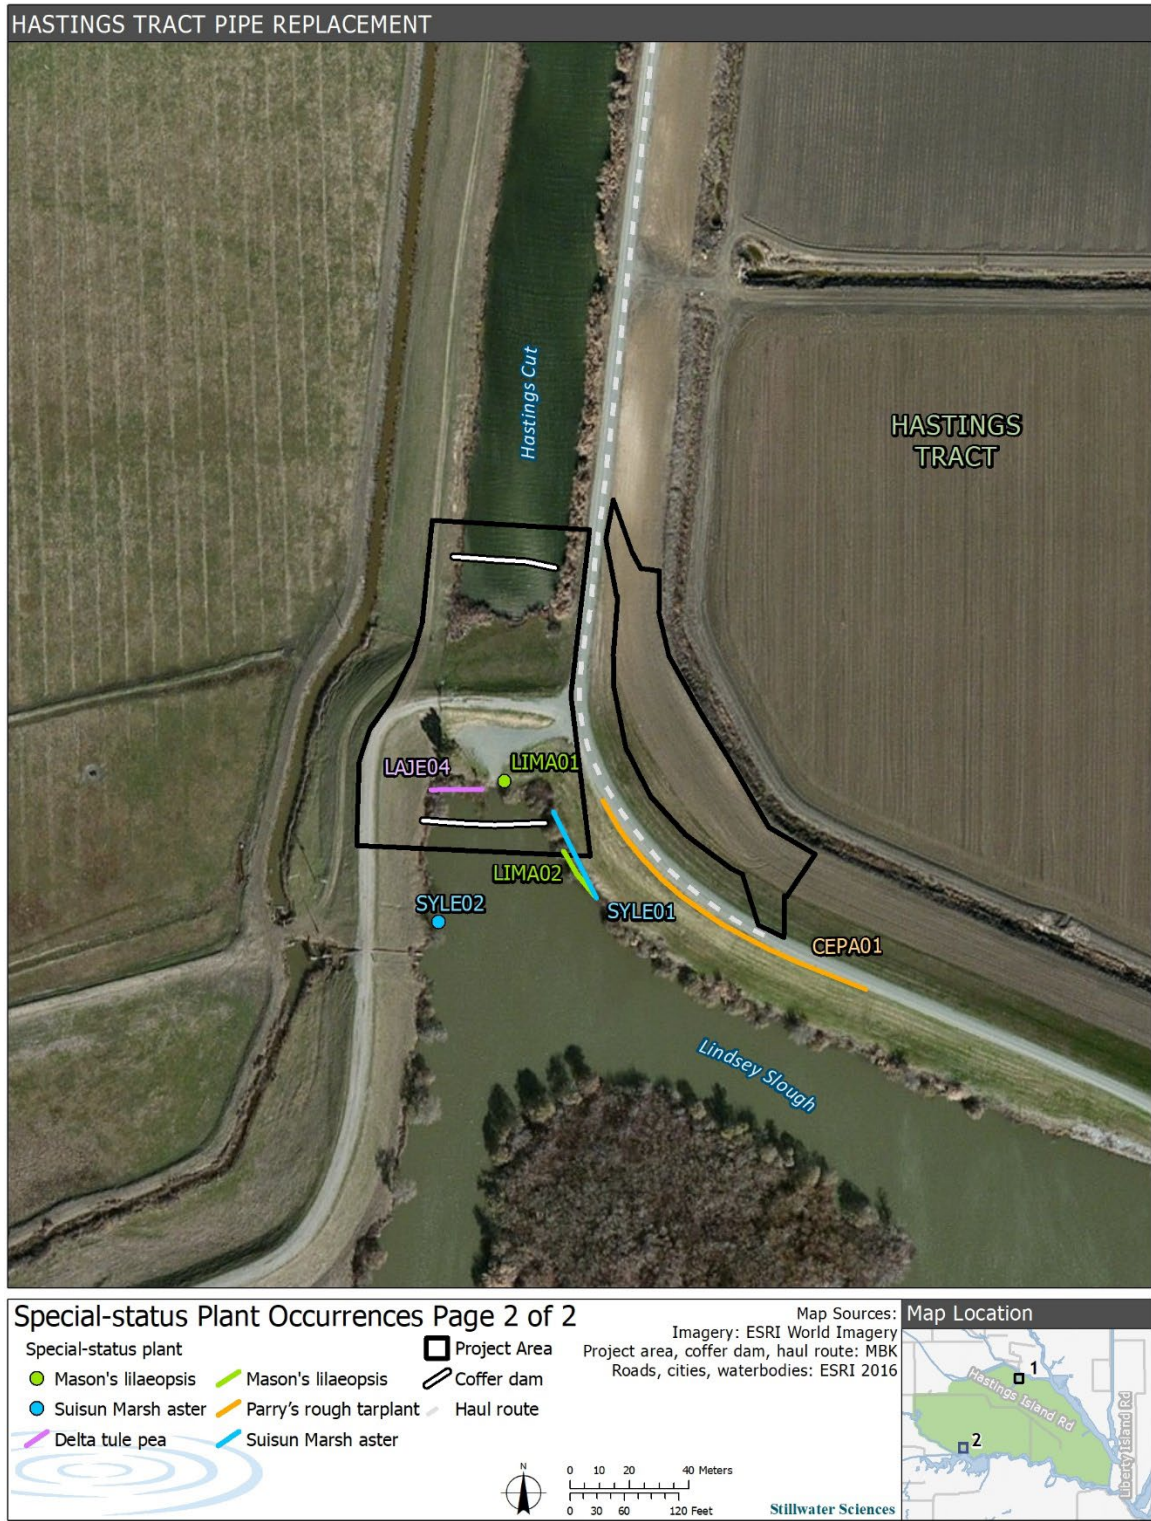 HASTINGS TRACT PIPE REPLACEMENT
Hastings Cut
HASTINGS
TRACT
LAJE04
LIMA01
LIMA02
SYLE02
SYLE01
CEPA01
Lindsey Slough
Special-status Plant Occurrences Page 2 of 2
Special-status plant
Mason's lilaeopsis
Suisun Marsh aster
Delta tule pea
Mason's lilaeopsis
Parry's rough tarplant
Suisun Marsh aster
Project Area
Coffer dam
Haul route
Map Sources:
Imagery: ESRI World Imagery
Project area, coffer dam, haul route: MBK
Roads, cities, waterbodies: ESRI 2016
N
0 10 20 40 Meters
0 30 60 120 Feet
Stillwater Sciences
Map Location
1
Hastings Island Rd
2
Liberty Island Rd